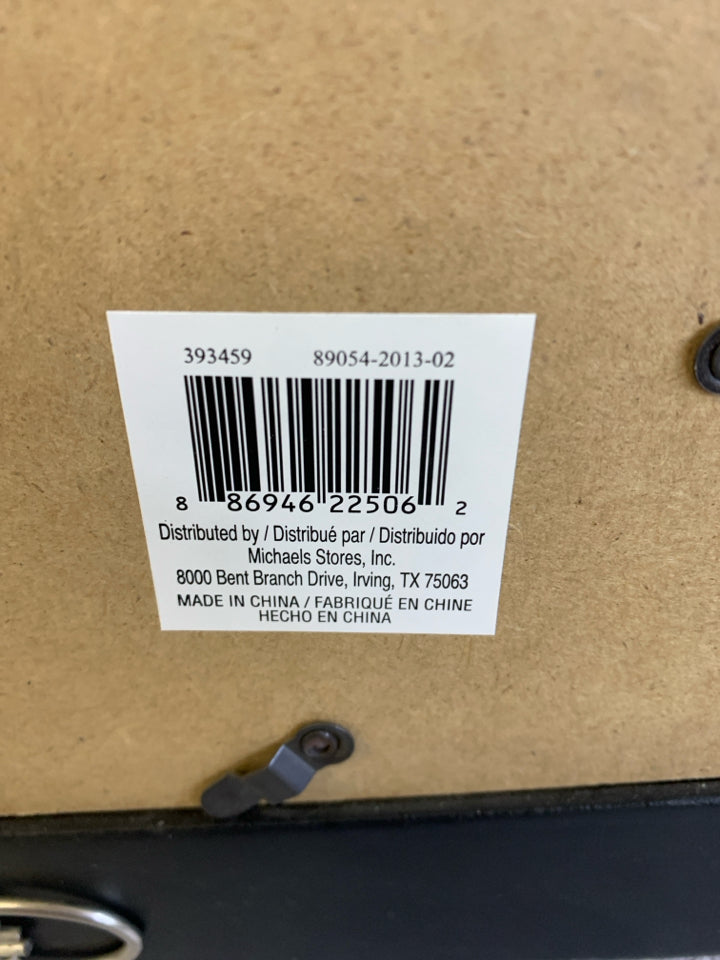 393459 89054-2013-02
8 86946 22506 2
Distributed by / Distribué par / Distribuido por
Michaels Stores, Inc.
8000 Bent Branch Drive, Irving, TX 75063
MADE IN CHINA / FABRIQUÉ EN CHINE
HECHO EN CHINA